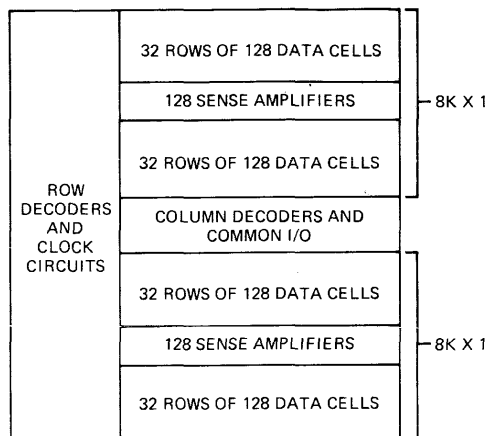 32 ROWS OF 128 DATA CELLS
128 SENSE AMPLIFIERS
8K X 1
32 ROWS OF 128 DATA CELLS
ROW
DECODERS
AND
CLOCK
CIRCUITS
COLUMN DECODERS AND
COMMON I/O
32 ROWS OF 128 DATA CELLS
128 SENSE AMPLIFIERS
8K X 1
32 ROWS OF 128 DATA CELLS